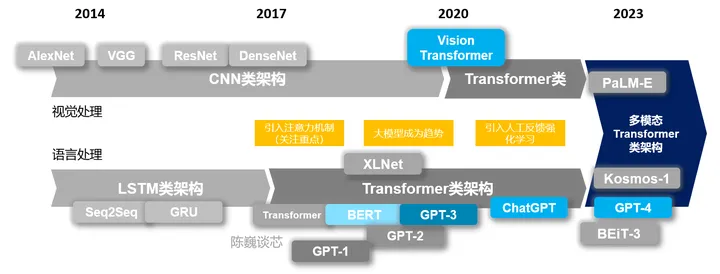 2014
2017
2020
2023
AlexNet
VGG
ResNet
DenseNet
Vision
Transformer
CNN类架构
Transformer类
PaLM-E
视觉处理
引入注意力机制
(关注重点)
大模型成为趋势
引入人工反馈强
化学习
多模态
Transformer
类架构
语言处理
XLNet
LSTM类架构
Transformer类架构
Kosmos-1
Seq2Seq
GRU
Transformer
BERT
GPT-3
ChatGPT
GPT-4
陈巍谈芯
GPT-1
GPT-2
BEiT-3